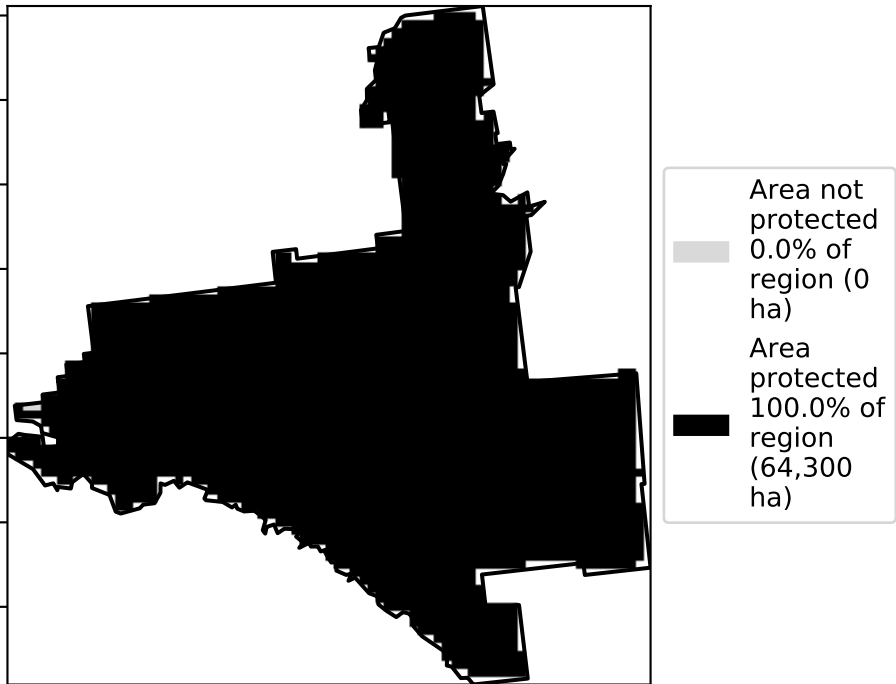 Area not
protected
0.0% of
region (0
ha)
Area
protected
100.0% of
region
(64,300
ha)